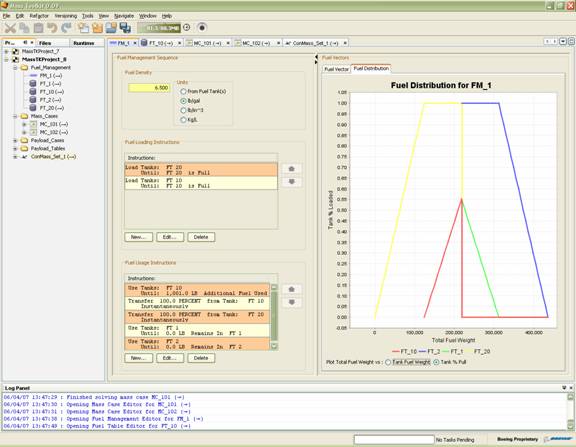 Mass Toolkit 0.09
File Edit Refactor Versioning Tools View Navigate Window Help
Files Runtime
MassTKProject_7
MassTKProject_8
Fuel_Management
FM_1 (→)
FT_1 (→)
FT_10 (→)
FT_2 (→)
FT_20 (→)
Mass_Cases
MC_101 (→)
MC_102 (→)
Payload_Cases
Payload_Tables
ConMass_Set_1 (→)
FM_1 FT_10 (→) MC_101 (→) MC_102 (→) ConMass_Set_1 (→)
Fuel Management Sequence
Fuel Density
6.500
Units
from Fuel Tank(s)
lb/gal
lb/in^3
Kg/L
Fuel Loading Instructions
Instructions:
Load Tanks: FT 20
Until: FT 20 is Full
Load Tanks: FT 10
Until: FT 10 is Full
New... Edit... Delete
Fuel Usage Instructions
Instructions:
Use Tanks: FT 10
Until: 1,001.0 LB Additional Fuel Used
Transfer 100.0 PERCENT from Tank: FT 10
Instantaneously
Transfer 100.0 PERCENT from Tank: FT 20
Instantaneously
Use Tanks: FT 1
Until: 0.0 LB Remains In FT 1
Use Tanks: FT 2
Until: 0.0 LB Remains In FT 2
New... Edit... Delete
Fuel Vectors
Fuel Vector Fuel Distribution
Fuel Distribution for FM_1
Tank % Loaded
1.05
1.00
0.95
0.90
0.85
0.80
0.75
0.70
0.65
0.60
0.55
0.50
0.45
0.40
0.35
0.30
0.25
0.20
0.15
0.10
0.05
0.00
-0.05
0 100,000 200,000 300,000 400,000
Total Fuel Weight
FT_10 FT_2 FT_1 FT_20
Plot Total Fuel Weight vs : Tank Fuel Weight Tank % Full
Log Panel
06/04/07 13:47:29 : Finished solving mass case MC_101 (→)
06/04/07 13:47:30 : Opening Mass Case Editor for MC_101 (→)
06/04/07 13:47:31 : Opening Mass Case Editor for MC_102 (→)
06/04/07 13:47:38 : Opening Fuel Management Editor for FM_1 (→)
06/04/07 13:47:49 : Opening Fuel Table Editor for FT_10 (→)
No Tasks Pending Boeing Proprietary BOEING